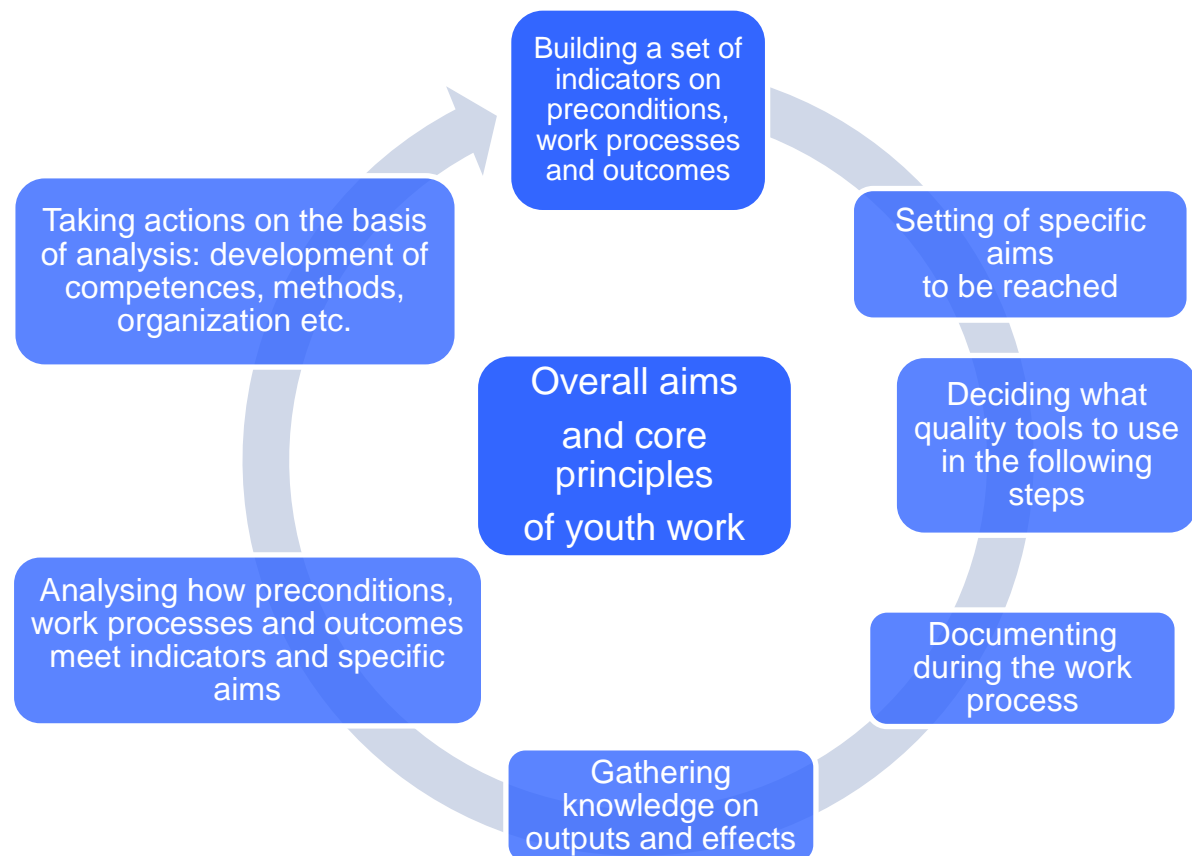 Building a set of
indicators on
preconditions,
work processes
and outcomes
Setting of specific
aims
to be reached
Deciding what
quality tools to use
in the following
steps
Documenting
during the work
process
Gathering
knowledge on
outputs and effects
Analysing how preconditions,
work processes and outcomes
meet indicators and specific
aims
Taking actions on the basis
of analysis: development of
competences, methods,
organization etc.
Overall aims
and core
principles
of youth work